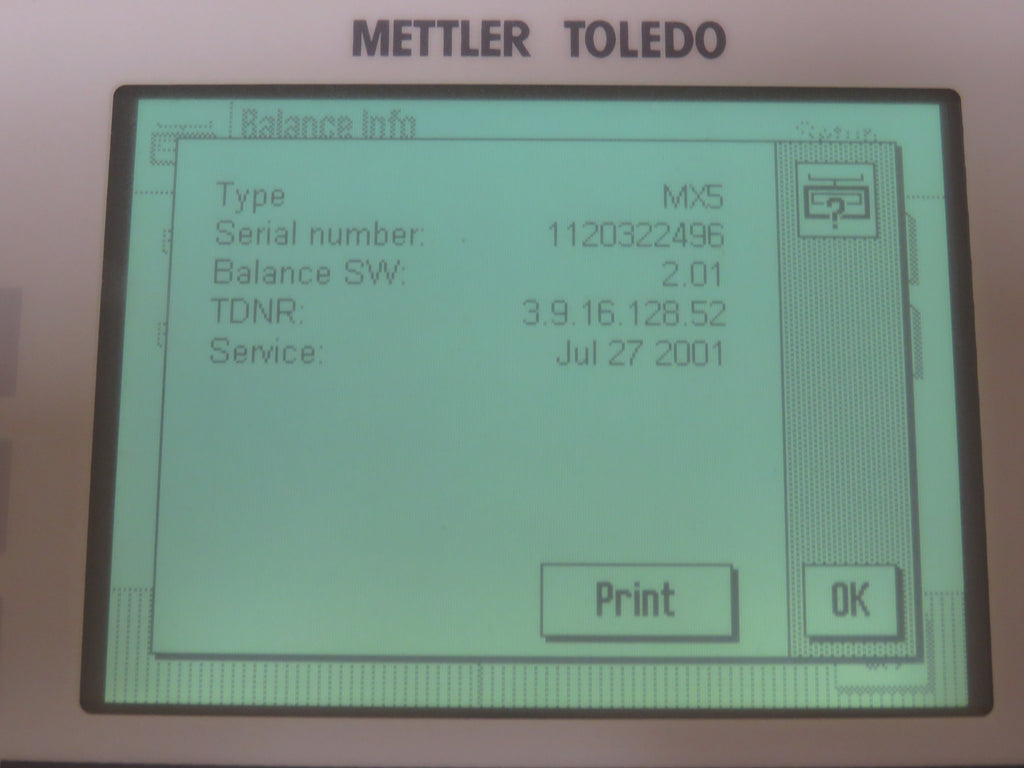 METTLER TOLEDO
Balance Info
Setup
Type MX5
Serial number: 1120322496
Balance SW: 2.01
TDNR: 3.9.16.128.52
Service: Jul 27 2001
?
Print OK